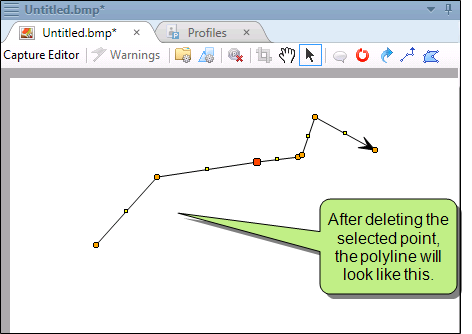 Untitled.bmp*
Untitled.bmp* Profiles
Capture Editor Warnings
After deleting the
selected point,
the polyline will
look like this.